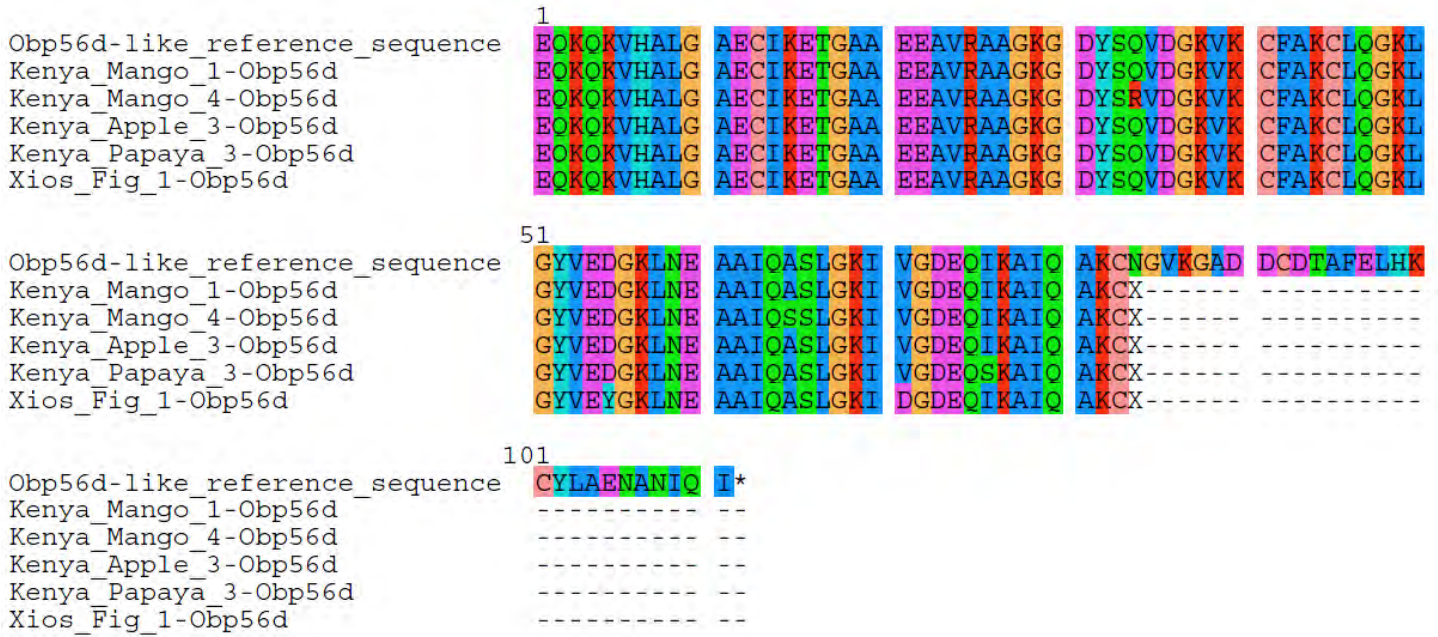 1
Obp56d-like_reference_sequence EQKQKVHALG AECIKETGAA EEAVRAAGKG DYSQVDGKVK CFAKCLQGKL
Kenya_Mango_1-Obp56d EQKQKVHALG AECIKETGAA EEAVRAAGKG DYSQVDGKVK CFAKCLQGKL
Kenya_Mango_4-Obp56d EQKQKVHALG AECIKETGAA EEAVRAAGKG DYSRVDGKVK CFAKCLQGKL
Kenya_Apple_3-Obp56d EQKQKVHALG AECIKETGAA EEAVRAAGKG DYSQVDGKVK CFAKCLQGKL
Kenya_Papaya_3-Obp56d EQKQKVHALG AECIKETGAA EEAVRAAGKG DYSQVDGKVK CFAKCLQGKL
Xios_Fig_1-Obp56d EQKQKVHALG AECIKETGAA EEAVRAAGKG DYSQVDGKVK CFAKCLQGKL
51
Obp56d-like_reference_sequence GYVEDGKLNE AAIQASLGKI VGDEQIKAIQ AKCNGVKGAD DCDTAFELHK
Kenya_Mango_1-Obp56d GYVEDGKLNE AAIQASLGKI VGDEQIKAIQ AKCX------ ----------
Kenya_Mango_4-Obp56d GYVEDGKLNE AAIQSSLGKI VGDEQIKAIQ AKCX------ ----------
Kenya_Apple_3-Obp56d GYVEDGKLNE AAIQASLGKI VGDEQIKAIQ AKCX------ ----------
Kenya_Papaya_3-Obp56d GYVEDGKLNE AAIQASLGKI VGDEQSKAIQ AKCX------ ----------
Xios_Fig_1-Obp56d GYVEYGKLNE AAIQASLGKI DGDEQIKAIQ AKCX------ ----------
101
Obp56d-like_reference_sequence CYLAENANIQ I*
Kenya_Mango_1-Obp56d ---------- --
Kenya_Mango_4-Obp56d ---------- --
Kenya_Apple_3-Obp56d ---------- --
Kenya_Papaya_3-Obp56d ---------- --
Xios_Fig_1-Obp56d ---------- --